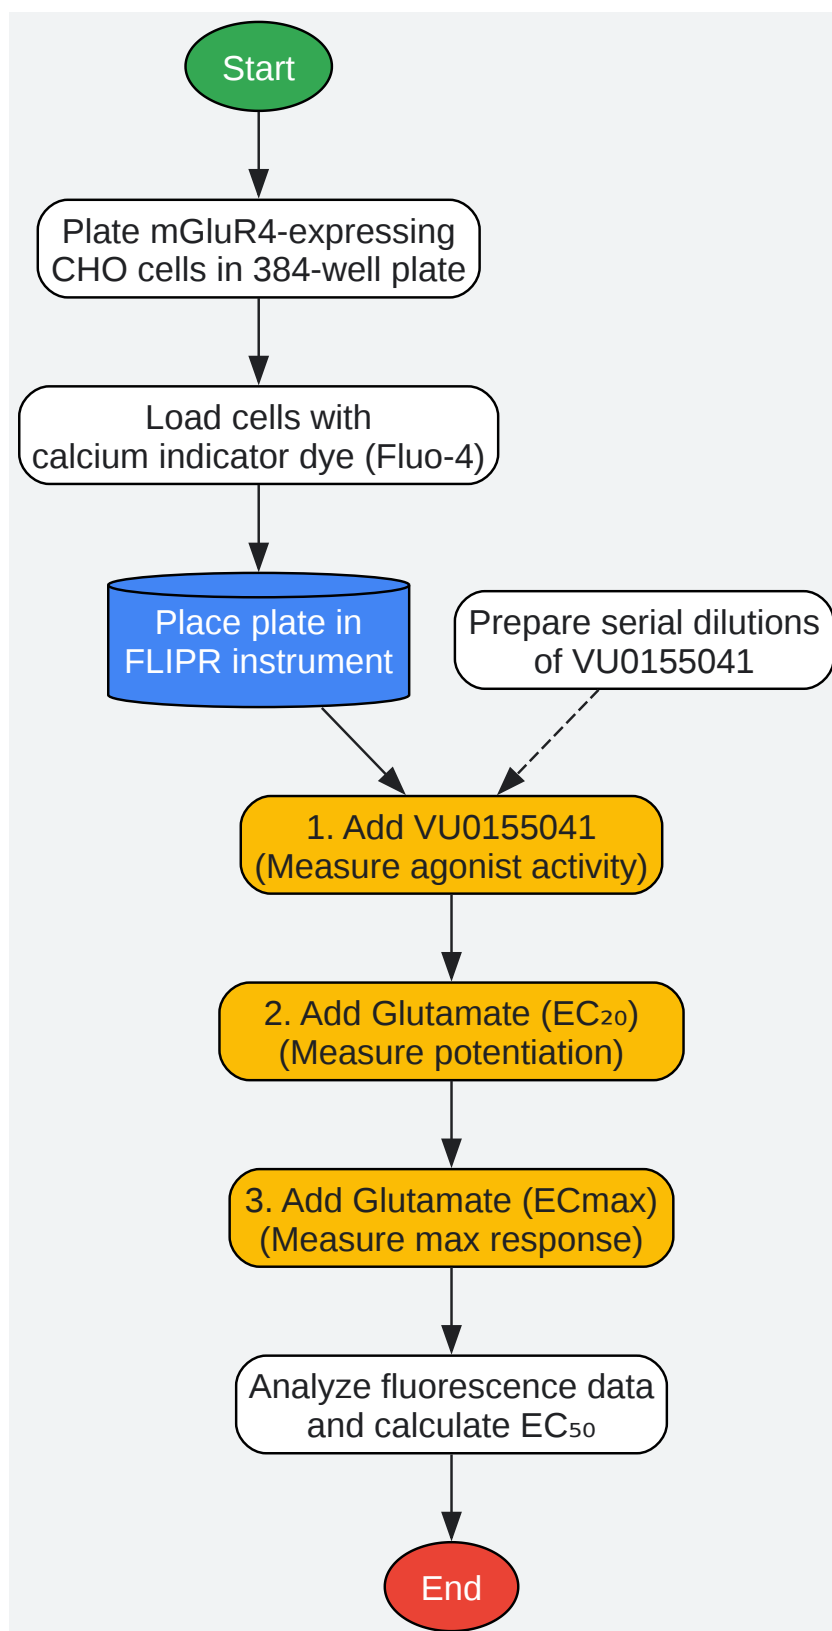 Start
Plate mGluR4-expressing
CHO cells in 384-well plate
Load cells with
calcium indicator dye (Fluo-4)
Place plate in
FLIPR instrument
Prepare serial dilutions
of VU0155041
1. Add VU0155041
(Measure agonist activity)
2. Add Glutamate (EC₂₀)
(Measure potentiation)
3. Add Glutamate (ECmax)
(Measure max response)
Analyze fluorescence data
and calculate EC₅₀
End